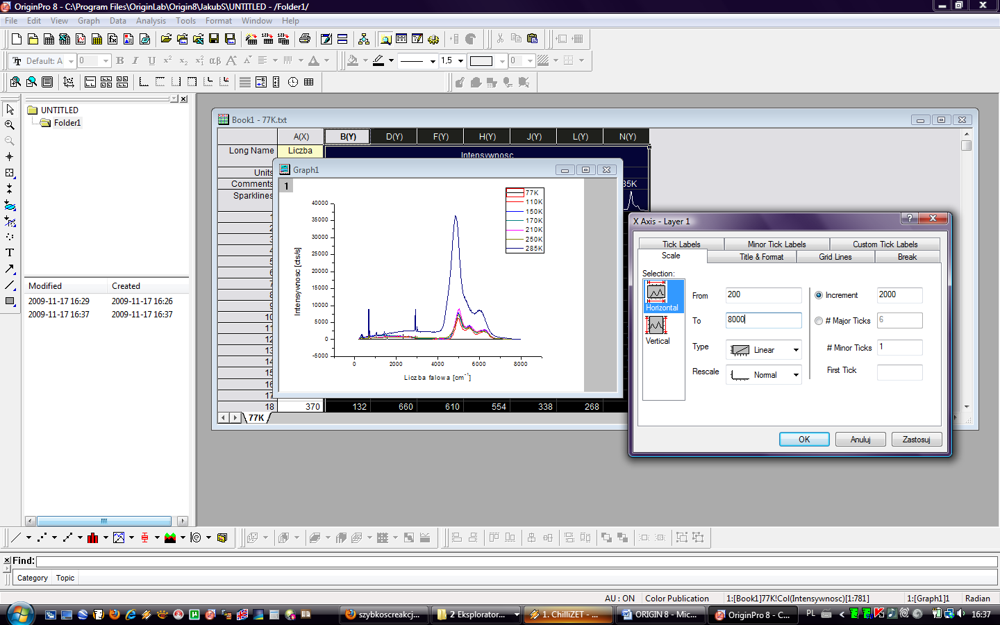 OriginPro 8 - C:\Program Files\OriginLab\Origin8\JakubS\UNTITLED - /Folder1/
File Edit View Graph Data Analysis Tools Format Window Help
Default: A 0 B I U αβ A A A 1,5 0
UNTITLED
Folder1
Modified Created
2009-11-17 16:29 2009-11-17 16:26
2009-11-17 16:37 2009-11-17 16:37
Book1 - 77K.txt
A(X) B(Y) D(Y) F(Y) H(Y) J(Y) L(Y) N(Y)
Long Name Liczba Intensywnosc
Units
Comments 35K
Sparklines
1
2
3
4
5
6
7
8
9
10
11
12
13
14
15
16
17
18 370 132 660 610 554 338 268
77K
Graph1
1
77K
110K
150K
170K
210K
250K
285K
40000
35000
30000
25000
20000
15000
10000
5000
0
-5000
Intensywnosc [cts/s]
0 2000 4000 6000 8000
Liczba falowa [cm⁻¹]
X Axis - Layer 1
Tick Labels Minor Tick Labels Custom Tick Labels
Scale Title & Format Grid Lines Break
Selection:
Horizontal
Vertical
From 200 Increment 2000
To 8000 # Major Ticks 6
Type Linear # Minor Ticks 1
Rescale Normal First Tick
OK Anuluj Zastosuj
Find:
Category Topic
AU : ON Color Publication 1:[Book1]77K!Col(Intensywnosc)[1:781] 1:[Graph1]1 Radian
szybkoscreakcj... 2 Eksplorator... 1. ChilliZET - ... ORIGIN 8 - Mic... OriginPro 8 - C... PL 16:37